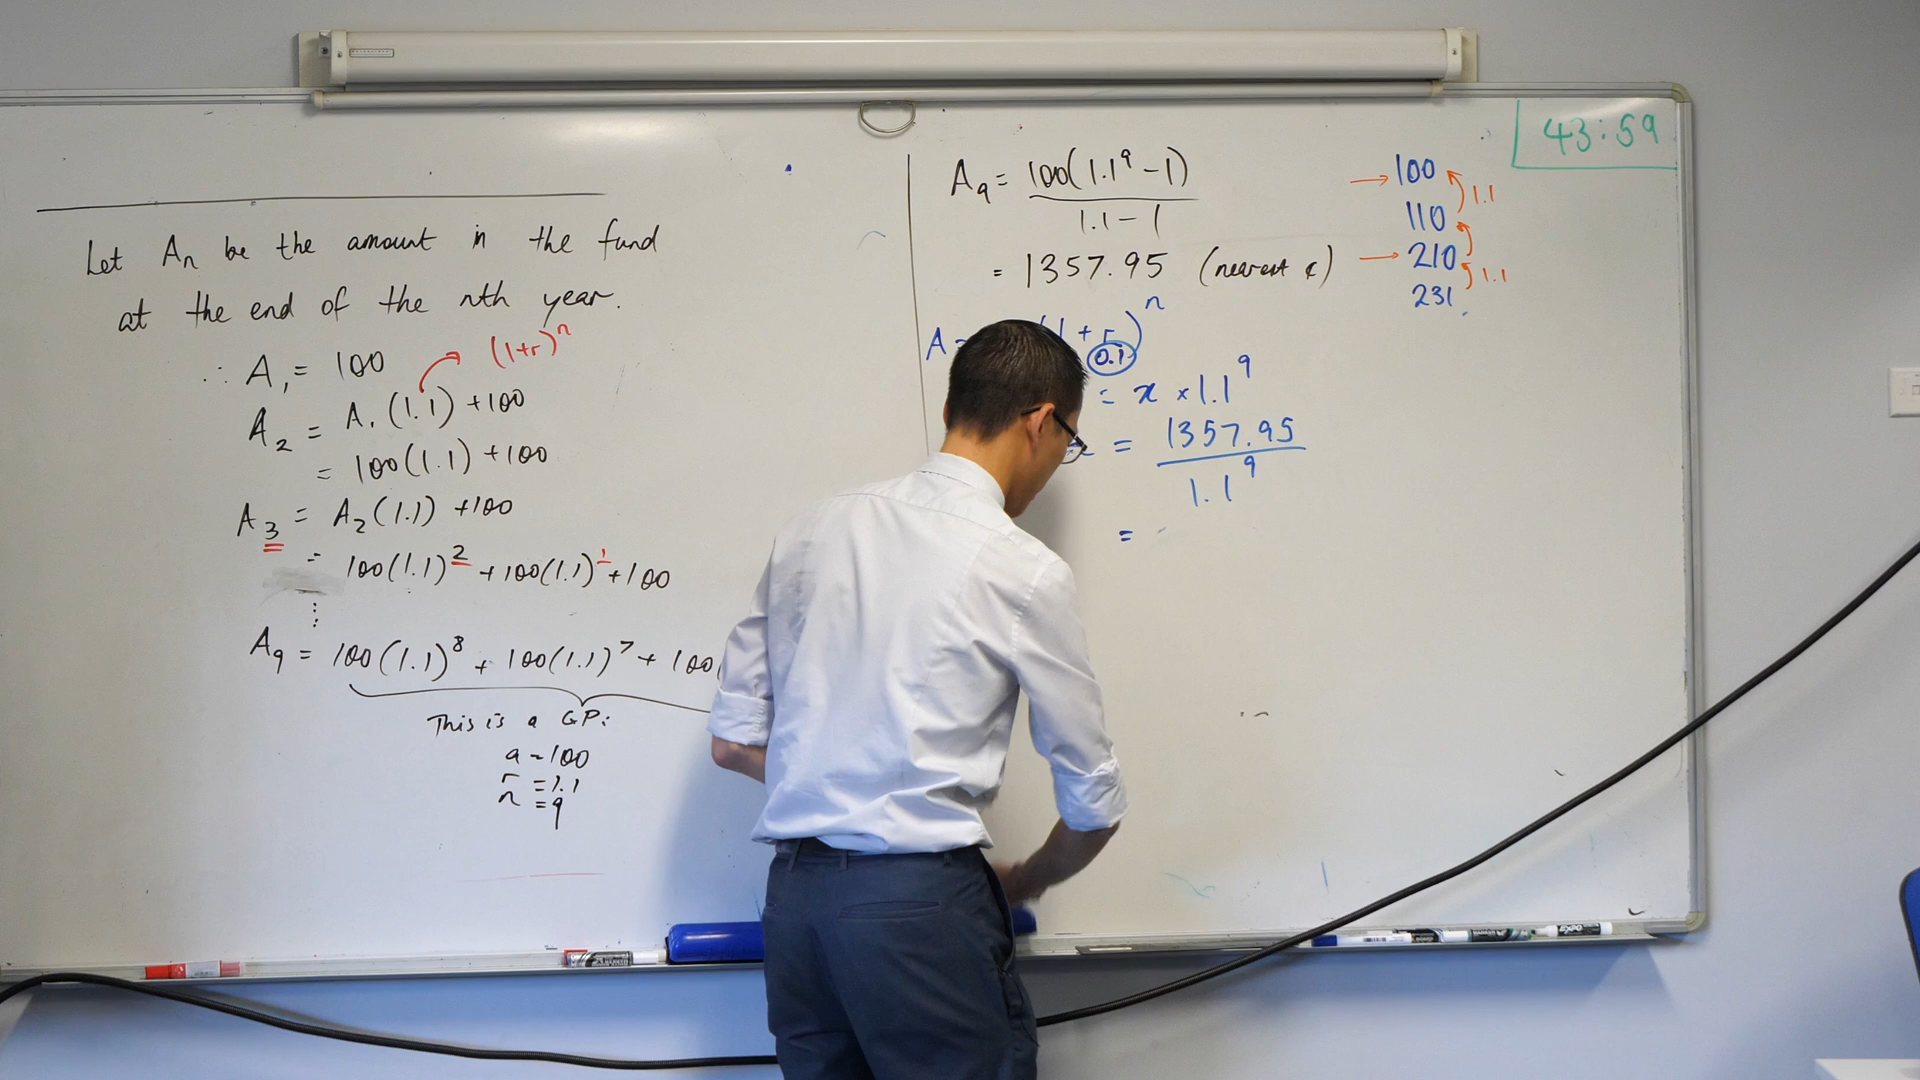 Let An be the amount in the fund
at the end of the nth year.
∴ A₁ = 100
(1+r)ⁿ
A₂ = A₁(1.1) +100
= 100(1.1) +100
A₃ = A₂(1.1) +100
= 100(1.1)² +100(1.1)¹ +100
⋮
A₉ = 100(1.1)⁸ + 100(1.1)⁷ + 100(
This is a GP:
a = 100
r = 1.1
n = 9
A₉ = 100(1.1⁹ − 1)
1.1 − 1
= 1357.95 (nearest ¢)
A = (1 + r)ⁿ
0.1
= x × 1.1⁹
= 1357.95
1.1⁹
=
43:59
→ 100
1.1
110
→ 210
1.1
231